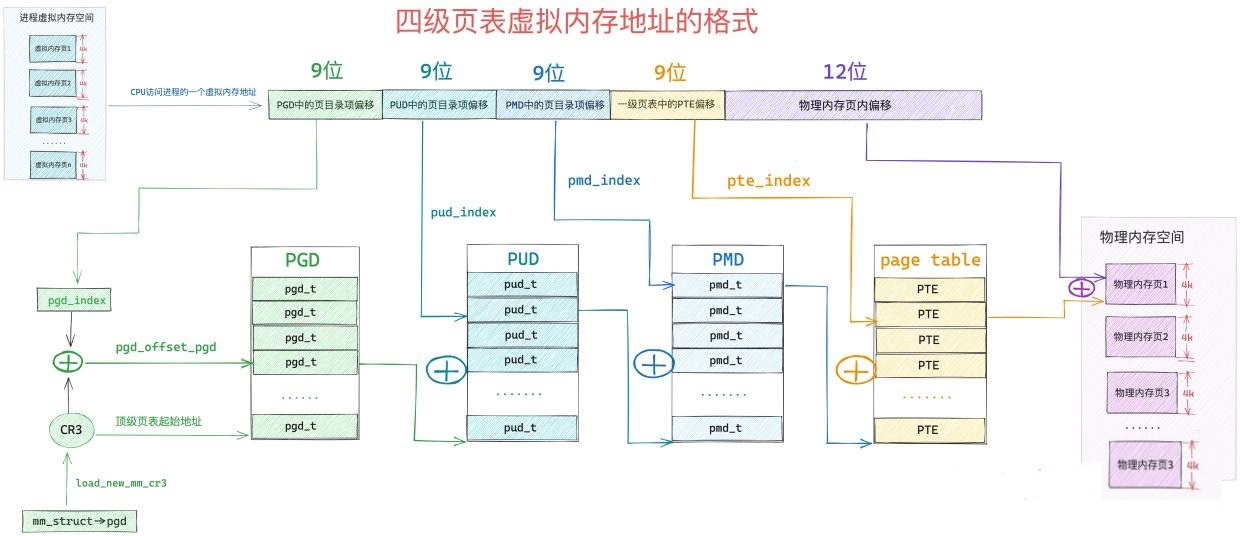 四级页表虚拟内存地址的格式
进程虚拟内存空间
虚拟内存页1
4k
虚拟内存页2
4k
虚拟内存页3
4k
......
虚拟内存页n
4k
CPU访问进程的一个虚拟内存地址
9位
9位
9位
9位
12位
PGD中的页目录项偏移
PUD中的页目录项偏移
PMD中的页目录项偏移
一级页表中的PTE偏移
物理内存页内偏移
pud_index
pmd_index
pte_index
pgd_index
pgd_offset_pgd
CR3
顶级页表起始地址
load_new_mm_cr3
mm_struct→pgd
PGD
pgd_t
pgd_t
pgd_t
pgd_t
......
pgd_t
PUD
pud_t
pud_t
pud_t
pud_t
.......
pud_t
PMD
pmd_t
pmd_t
pmd_t
pmd_t
.......
pmd_t
page table
PTE
PTE
PTE
PTE
.......
PTE
物理内存空间
物理内存页1
4k
物理内存页2
4k
物理内存页3
4k
......
物理内存页3
4k